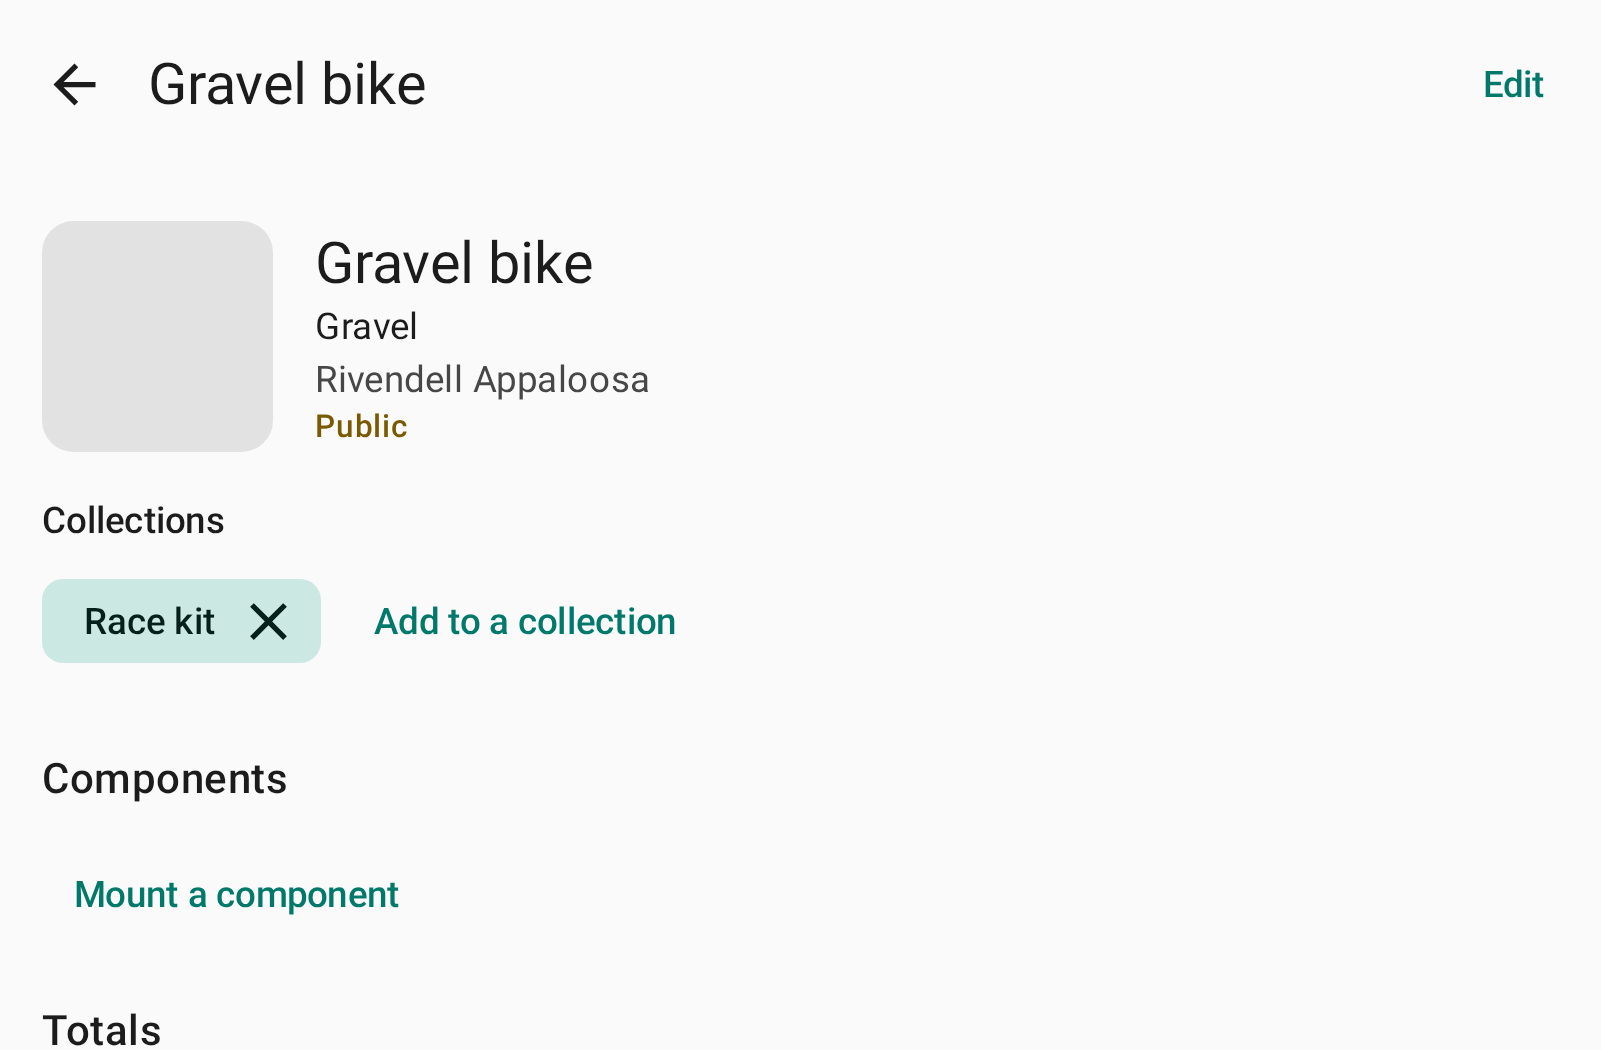 Gravel bike
Edit
Gravel bike
Gravel
Rivendell Appaloosa
Public
Collections
Race kit
Add to a collection
Components
Mount a component
Totals